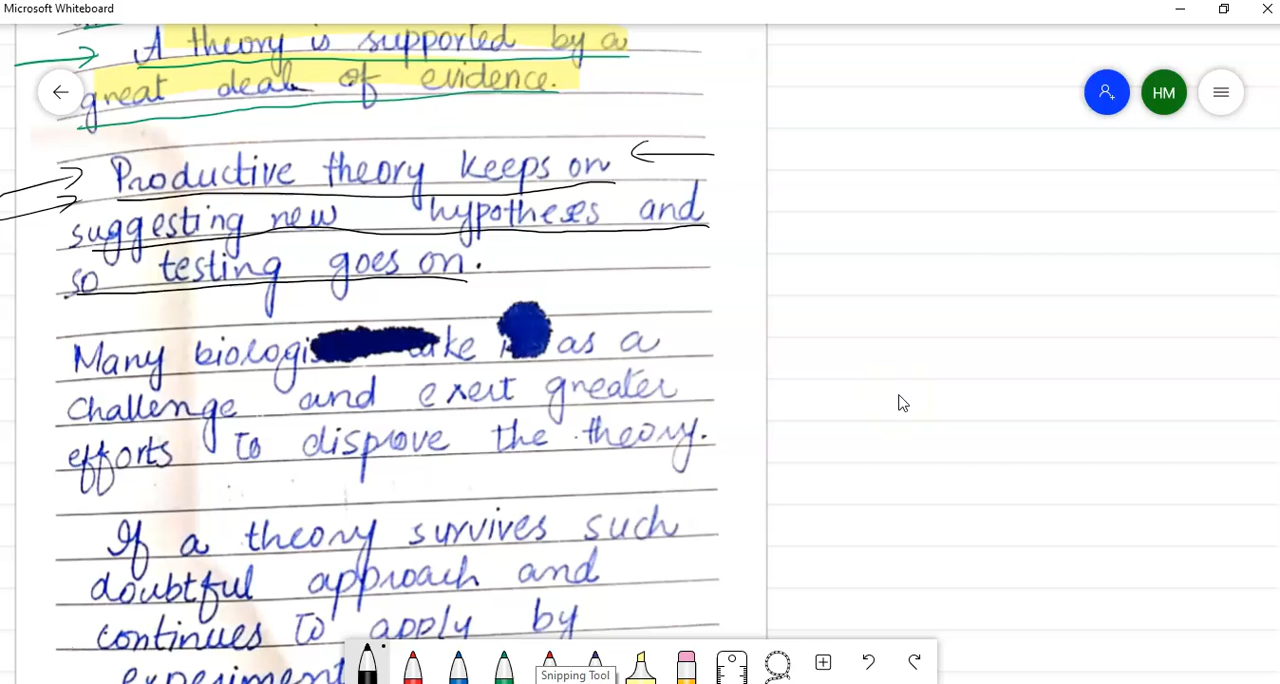 Microsoft Whiteboard
A theory is supported by a
great deal of evidence.
HM
Productive theory keeps on
suggesting new hypotheses and
so testing goes on.
Many as a
challenge and exert greater
efforts to disprove the theory.
If a theory survives such
doubtful approach and
continues to apply by
Snipping Tool